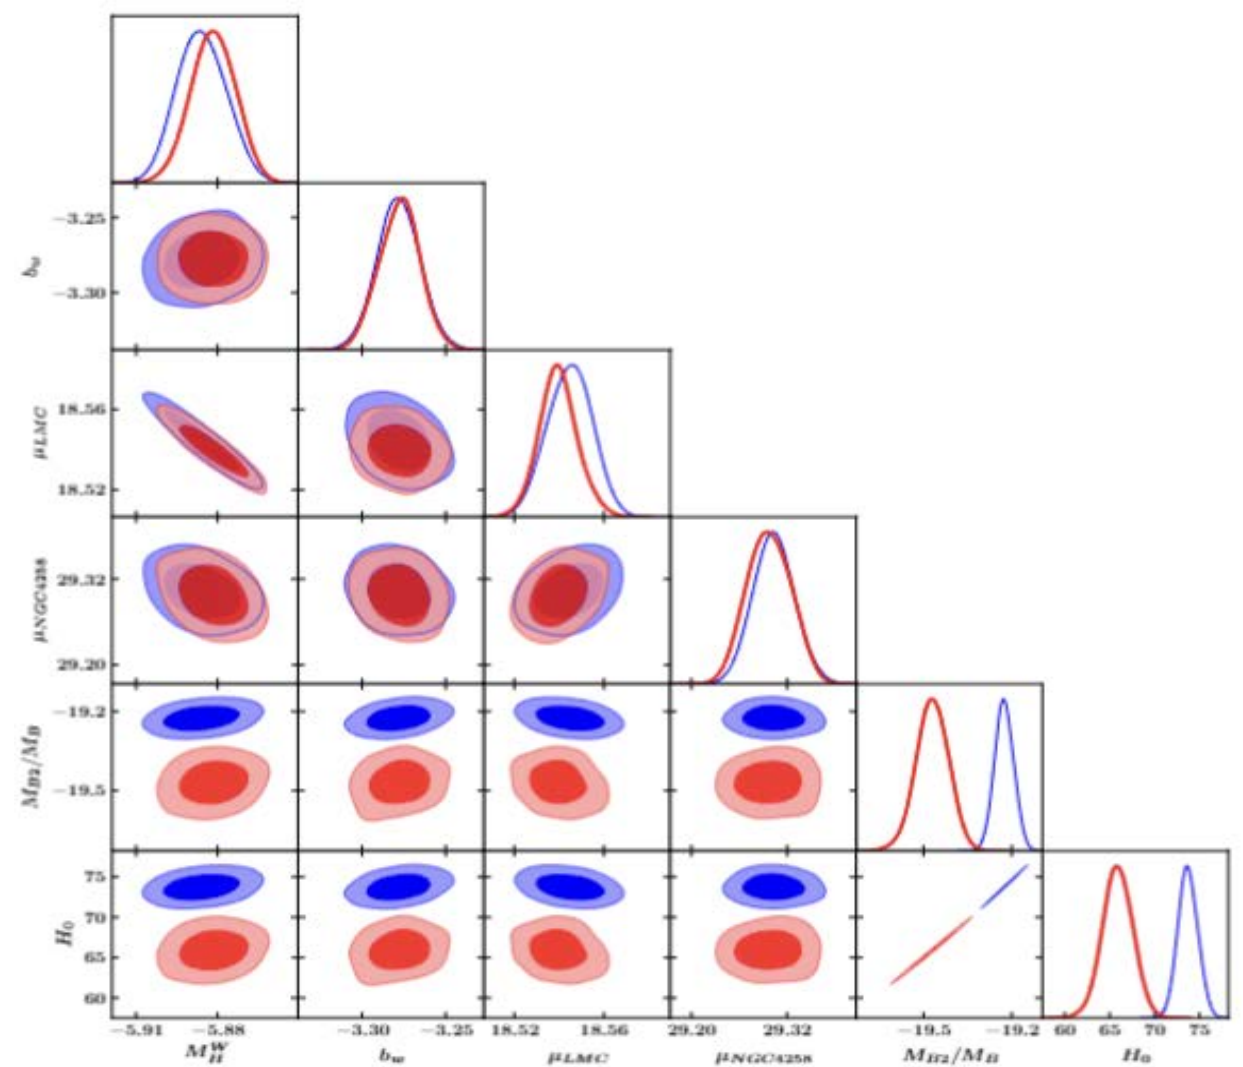 b_w
−3.25
−3.30
μ_LMC
18.56
18.52
μ_NGC4258
29.32
29.20
M_B2/M_B
−19.2
−19.5
H_0
75
70
65
60
−5.91 −5.88 −3.30 −3.25 18.52 18.56 29.20 29.32 −19.5 −19.2 60 65 70 75
M_H^W b_w μ_LMC μ_NGC4258 M_B2/M_B H_0